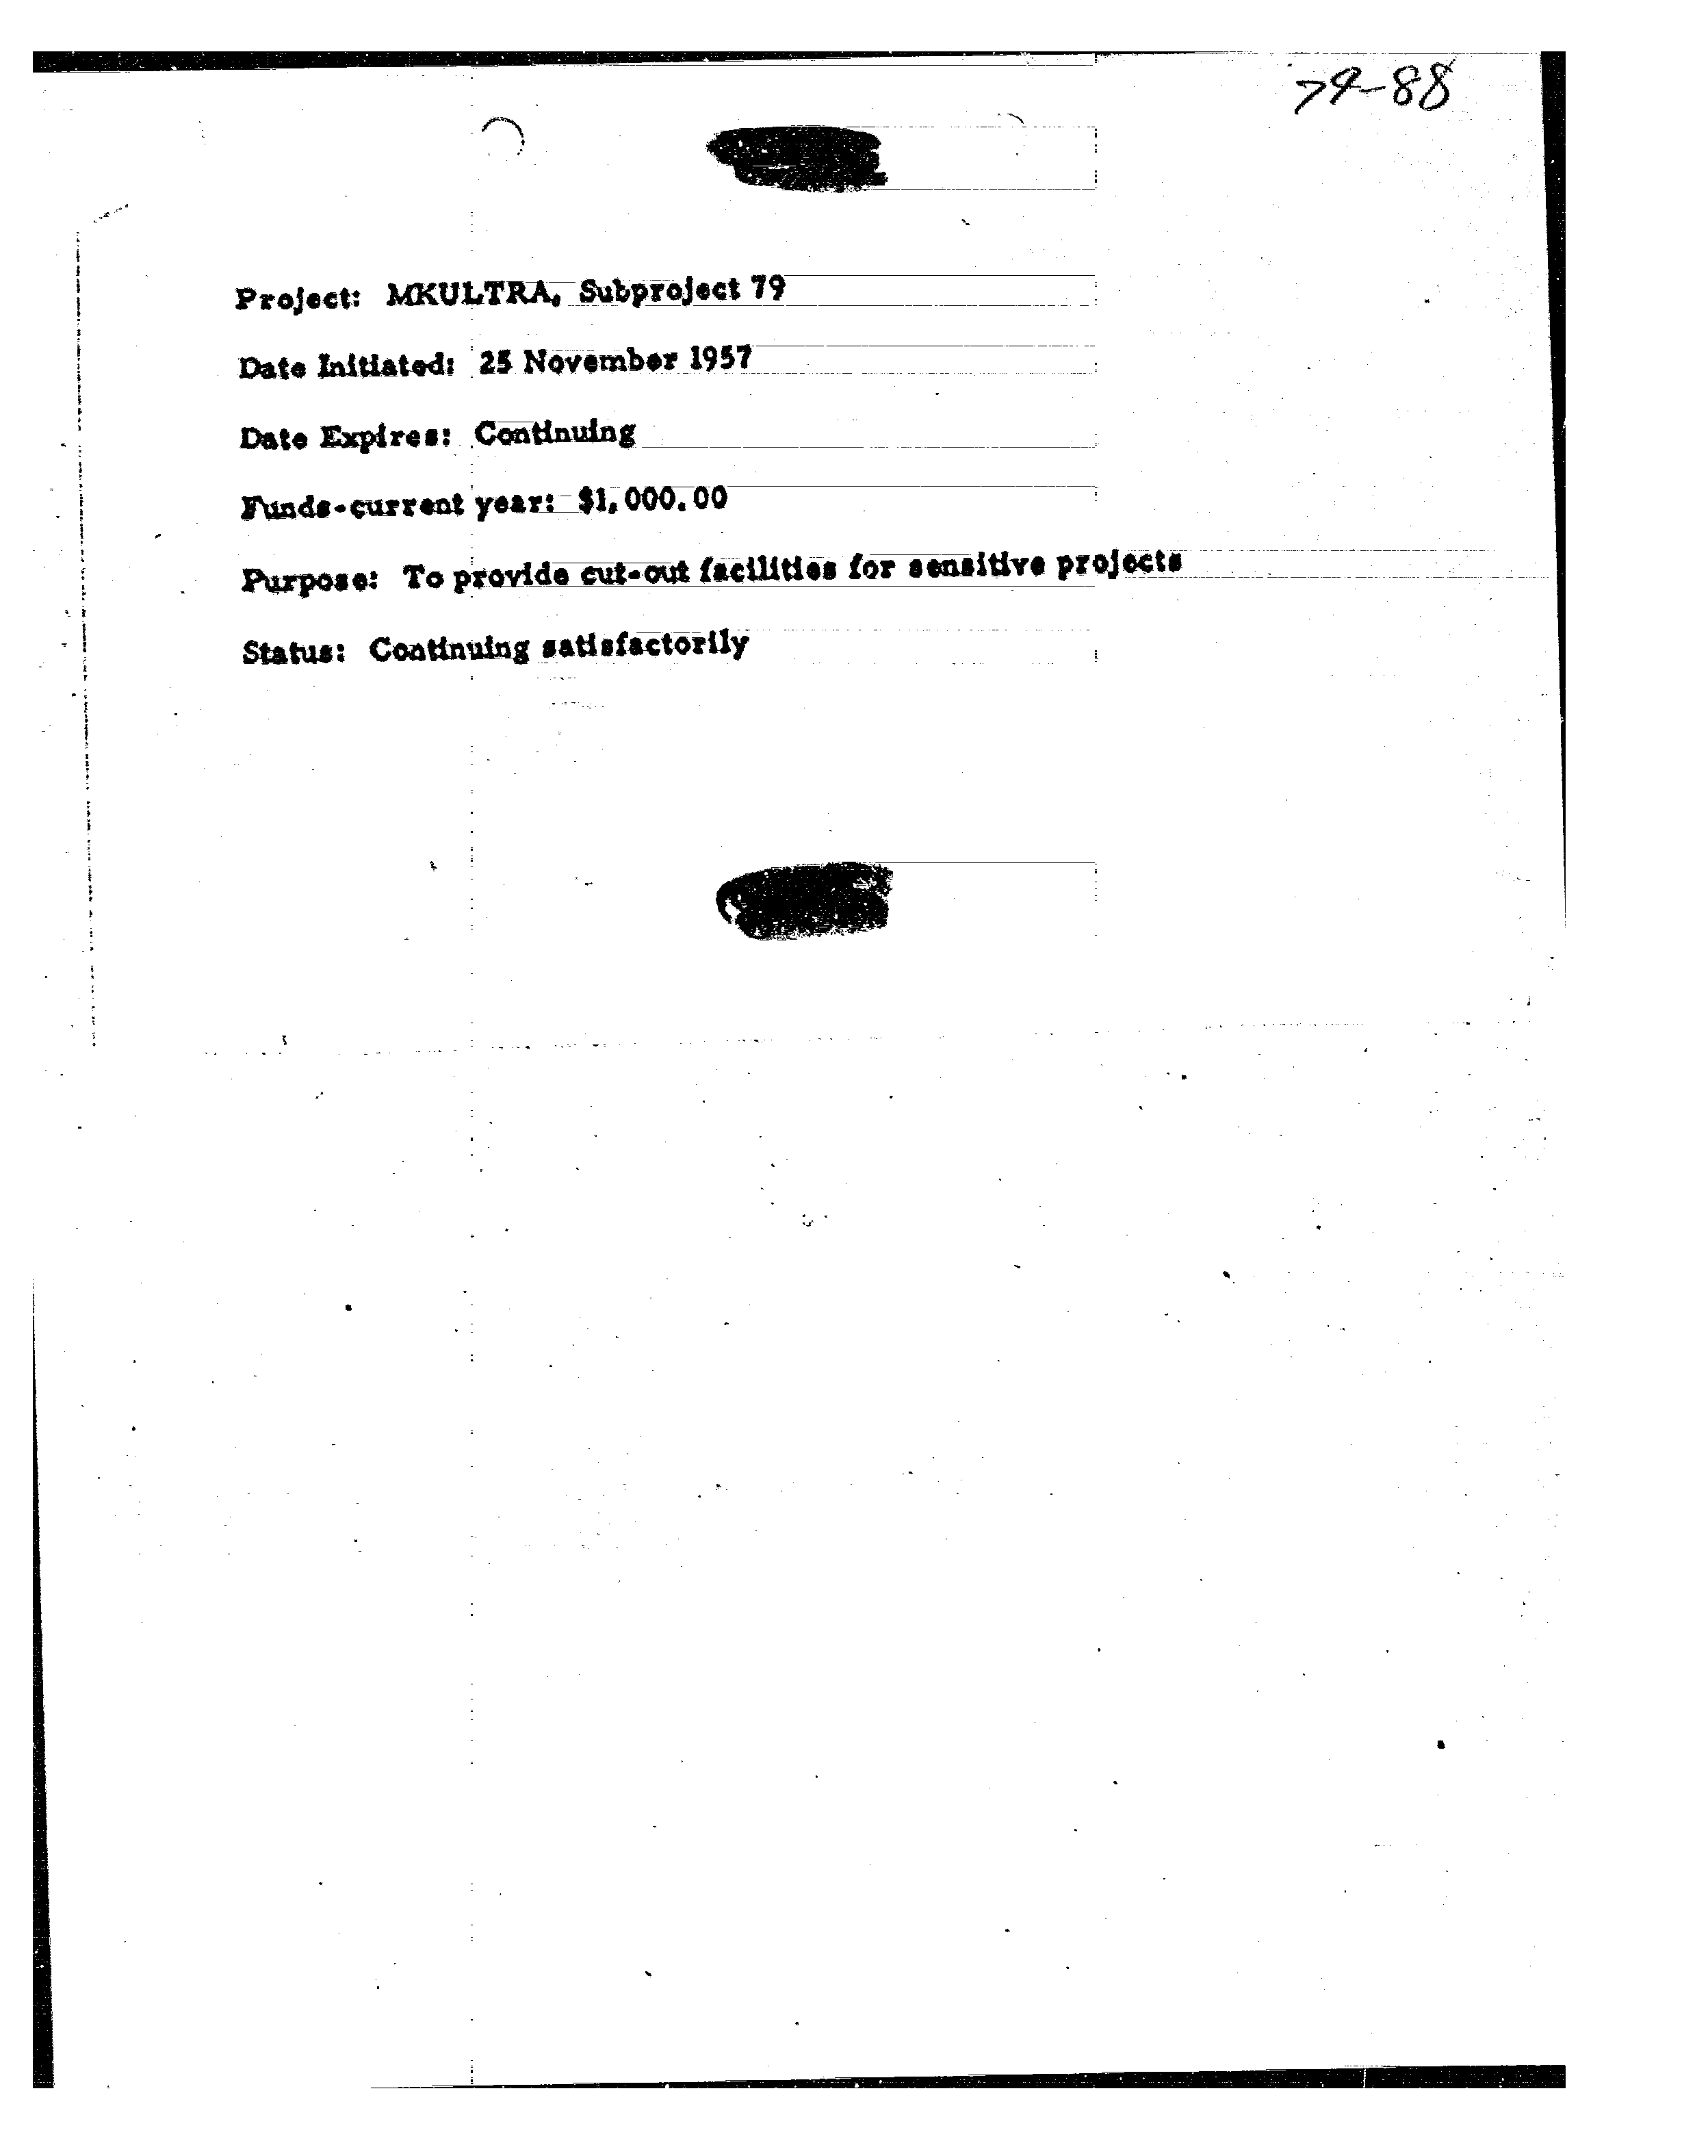 79-88
Project: MKULTRA, Subproject 79
Date Initiated: 25 November 1957
Date Expires: Continuing
Funds-current year: $1,000.00
Purpose: To provide cut-out facilities for sensitive projects
Status: Continuing satisfactorily